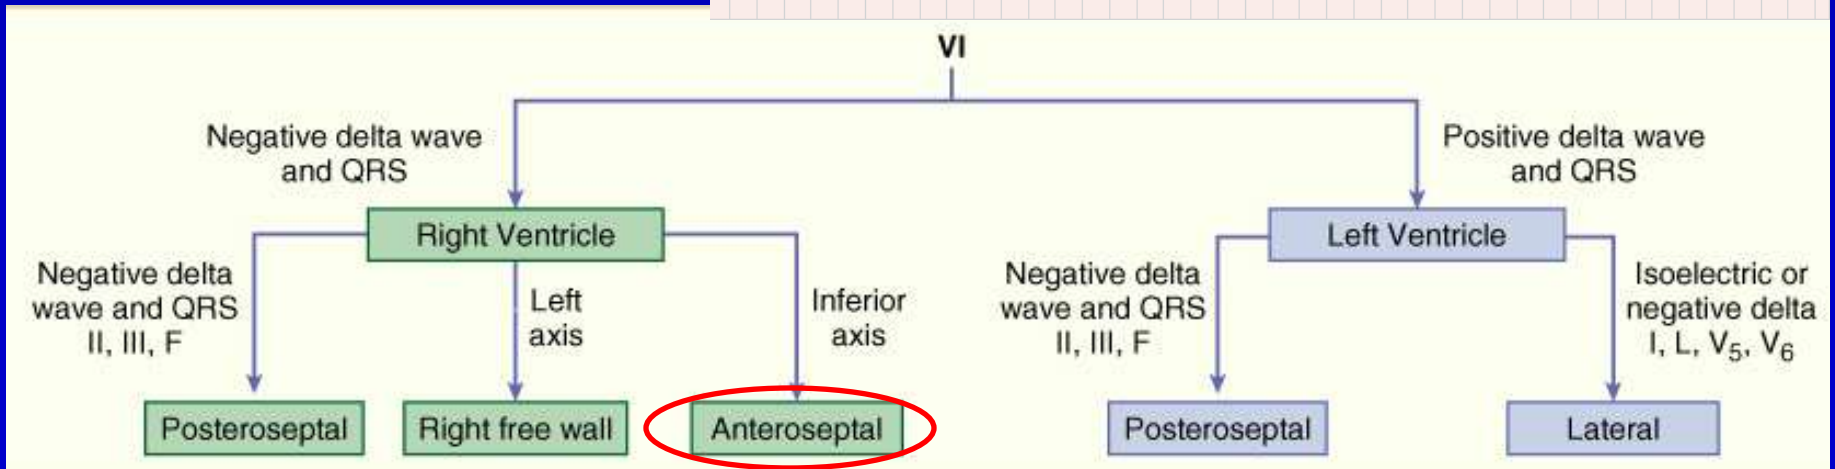 VI
Negative delta wave
and QRS
Positive delta wave
and QRS
Right Ventricle
Left Ventricle
Negative delta
wave and QRS
II, III, F
Left
axis
Inferior
axis
Negative delta
wave and QRS
II, III, F
Isoelectric or
negative delta
I, L, V5, V6
Posteroseptal
Right free wall
Anteroseptal
Posteroseptal
Lateral